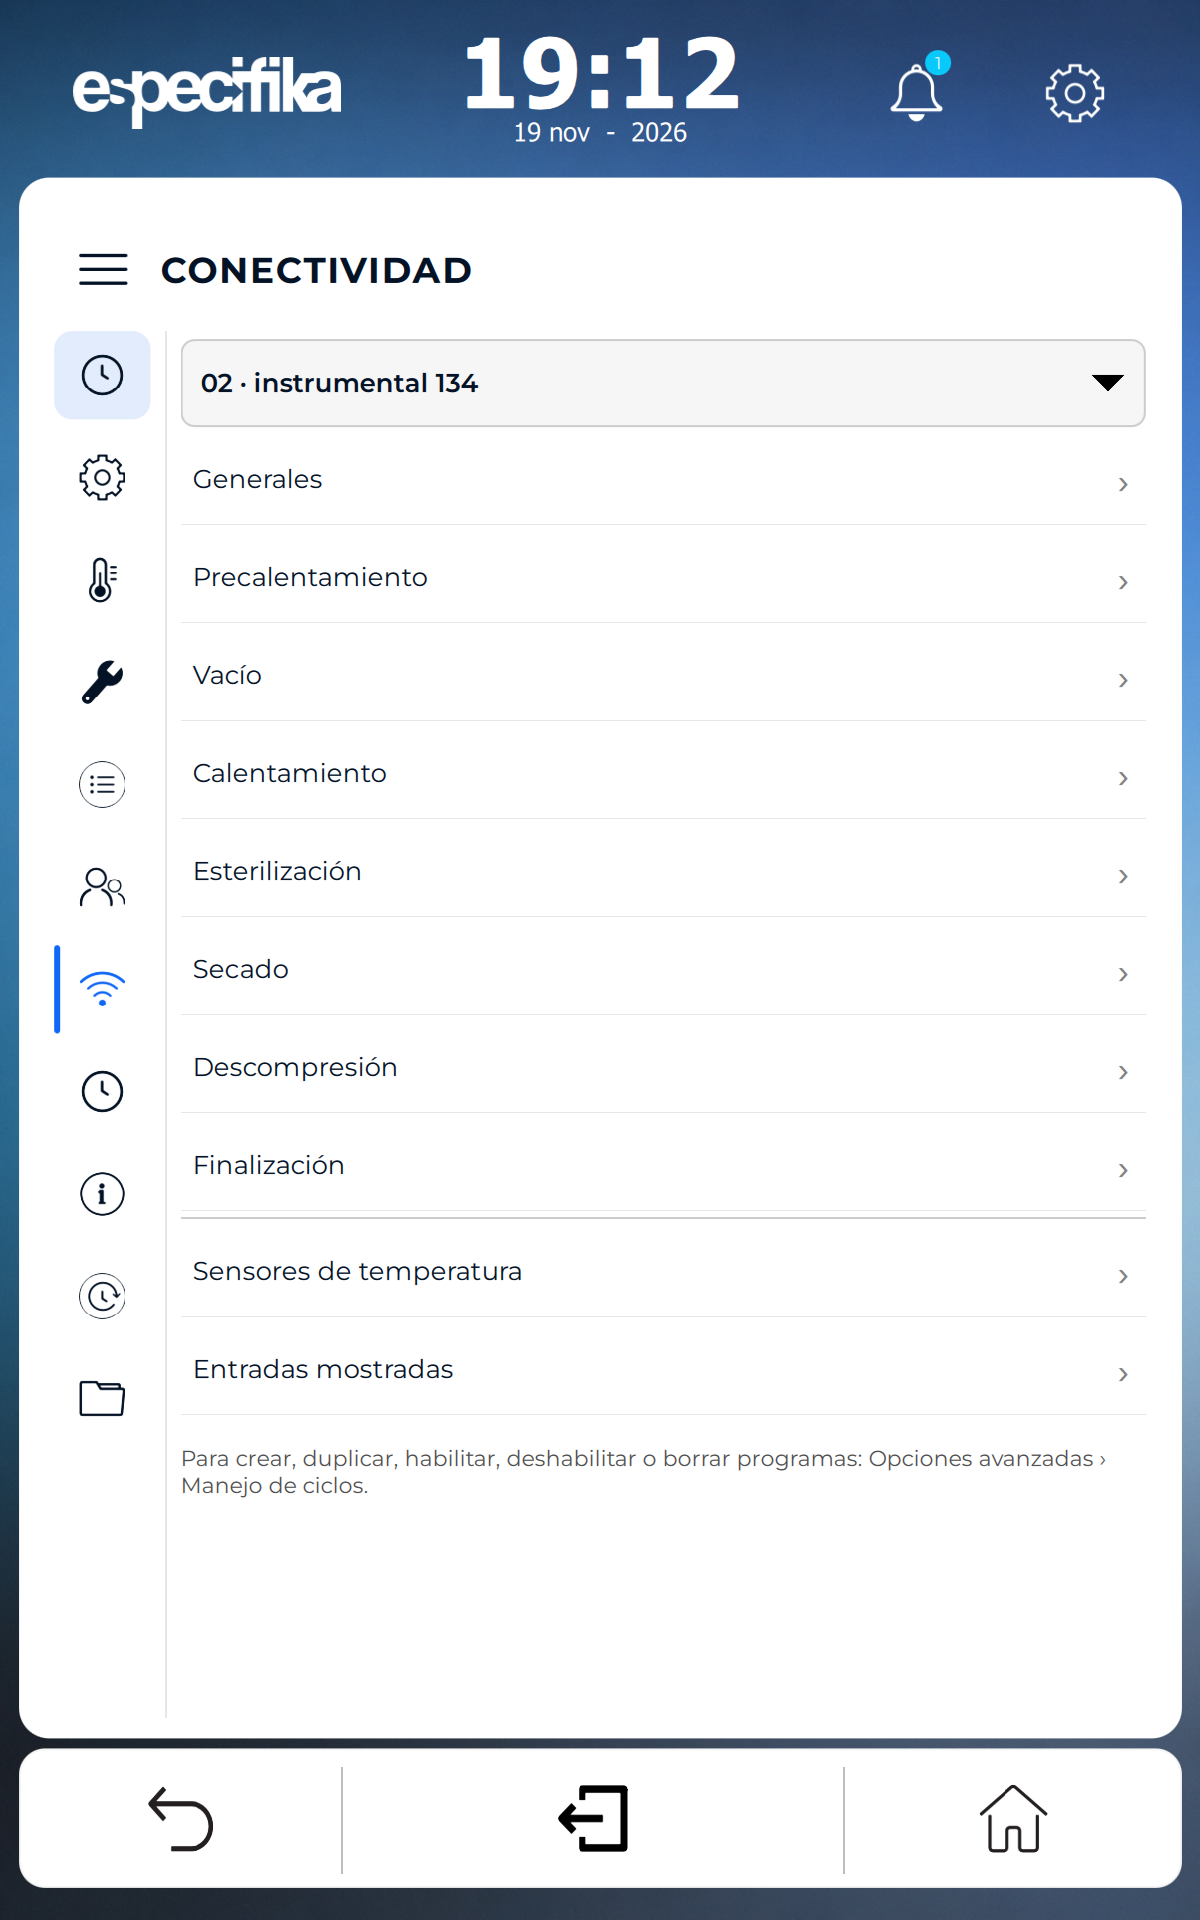 especifika
19:12
19 nov - 2026
1
CONECTIVIDAD
02 · instrumental 134
Generales ›
Precalentamiento ›
Vacío ›
Calentamiento ›
Esterilización ›
Secado ›
Descompresión ›
Finalización ›
Sensores de temperatura ›
Entradas mostradas ›
Para crear, duplicar, habilitar, deshabilitar o borrar programas: Opciones avanzadas ›
Manejo de ciclos.